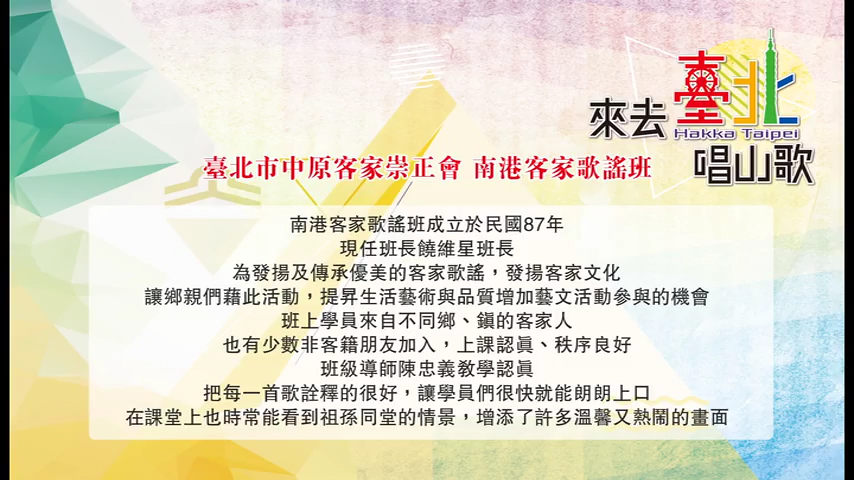 來去臺北
Hakka Taipei
唱山歌
臺北市中原客家崇正會 南港客家歌謠班
南港客家歌謠班成立於民國87年
現任班長饒維星班長
為發揚及傳承優美的客家歌謠，發揚客家文化
讓鄉親們藉此活動，提昇生活藝術與品質增加藝文活動參與的機會
班上學員來自不同鄉、鎮的客家人
也有少數非客籍朋友加入，上課認真、秩序良好
班級導師陳忠義教學認真
把每一首歌詮釋的很好，讓學員們很快就能朗朗上口
在課堂上也時常能看到祖孫同堂的情景，增添了許多溫馨又熱鬧的畫面